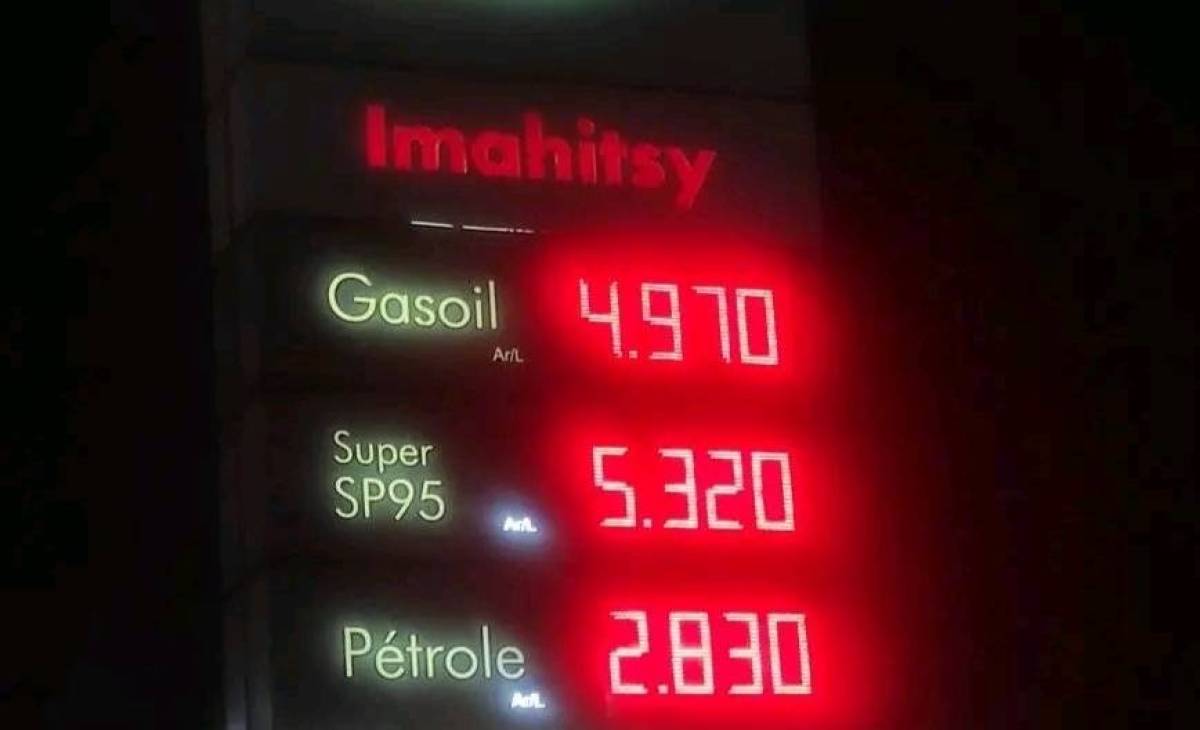 Imahitsy
Gasoil 4.970
Ar/L
Super
SP95 5.320
Ar/L
Pétrole 2.830
Ar/L